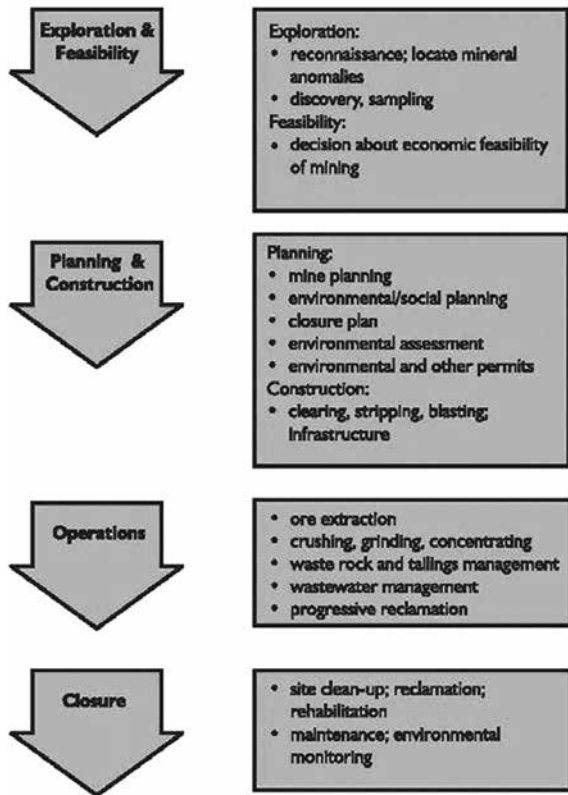 Exploration &
Feasibility
Exploration:
• reconnaissance; locate mineral
anomalies
• discovery, sampling
Feasibility:
• decision about economic feasibility
of mining
Planning &
Construction
Planning:
• mine planning
• environmental/social planning
• closure plan
• environmental assessment
• environmental and other permits
Construction:
• clearing, stripping, blasting;
infrastructure
Operations
• ore extraction
• crushing, grinding, concentrating
• waste rock and tailings management
• wastewater management
• progressive reclamation
Closure
• site clean-up; reclamation;
rehabilitation
• maintenance; environmental
monitoring